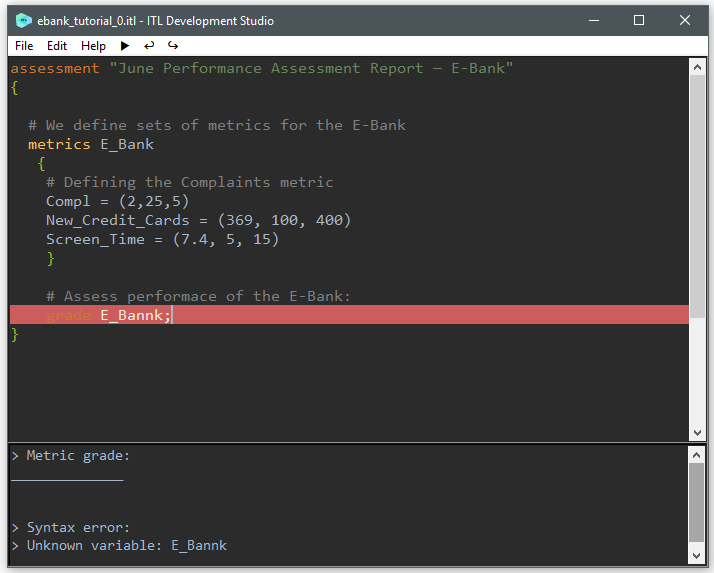 ebank_tutorial_0.itl - ITL Development Studio
File Edit Help
assessment "June Performance Assessment Report — E-Bank"
{
# We define sets of metrics for the E-Bank
metrics E_Bank
{
# Defining the Complaints metric
Compl = (2,25,5)
New_Credit_Cards = (369, 100, 400)
Screen_Time = (7.4, 5, 15)
}
# Assess performace of the E-Bank:
grade E_Bannk;
}
> Metric grade:
> Syntax error:
> Unknown variable: E_Bannk